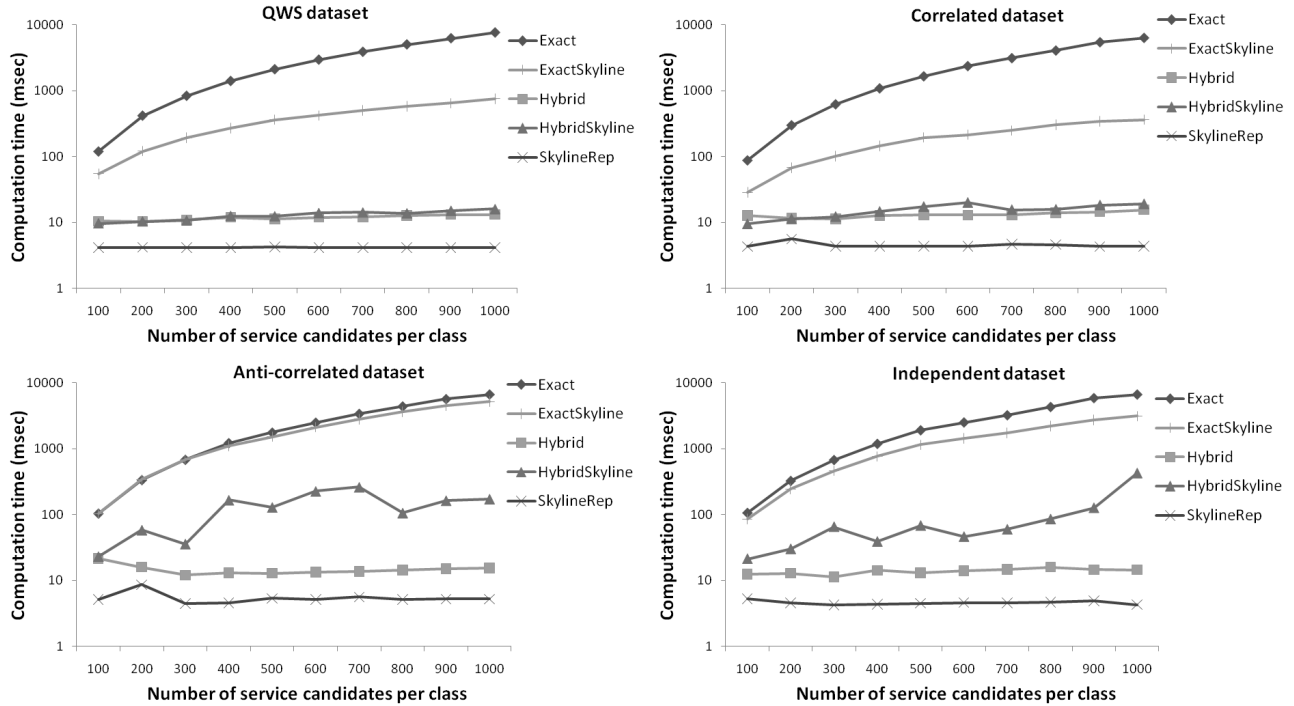 QWS dataset
Computation time (msec)
10000
1000
100
10
1
100 200 300 400 500 600 700 800 900 1000
Number of service candidates per class
Exact
ExactSkyline
Hybrid
HybridSkyline
SkylineRep
Correlated dataset
Computation time (msec)
10000
1000
100
10
1
100 200 300 400 500 600 700 800 900 1000
Number of service candidates per class
Exact
ExactSkyline
Hybrid
HybridSkyline
SkylineRep
Anti-correlated dataset
Computation time (msec)
10000
1000
100
10
1
100 200 300 400 500 600 700 800 900 1000
Number of service candidates per class
Exact
ExactSkyline
Hybrid
HybridSkyline
SkylineRep
Independent dataset
Computation time (msec)
10000
1000
100
10
1
100 200 300 400 500 600 700 800 900 1000
Number of service candidates per class
Exact
ExactSkyline
Hybrid
HybridSkyline
SkylineRep